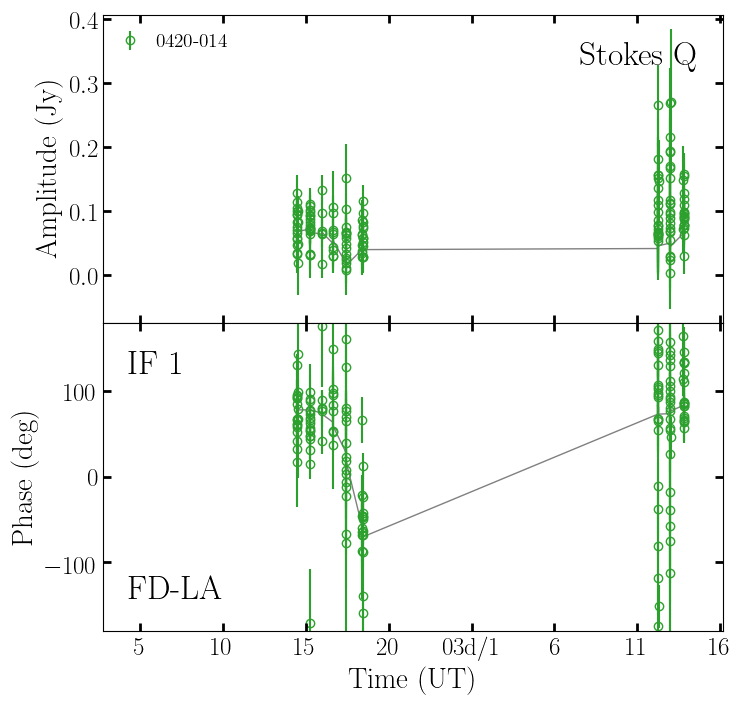 0.4
0420-014
Stokes Q
0.3
0.2
0.1
0.0
Amplitude (Jy)
IF 1
100
0
−100
Phase (deg)
FD-LA
5 10 15 20 03d/1 6 11 16
Time (UT)